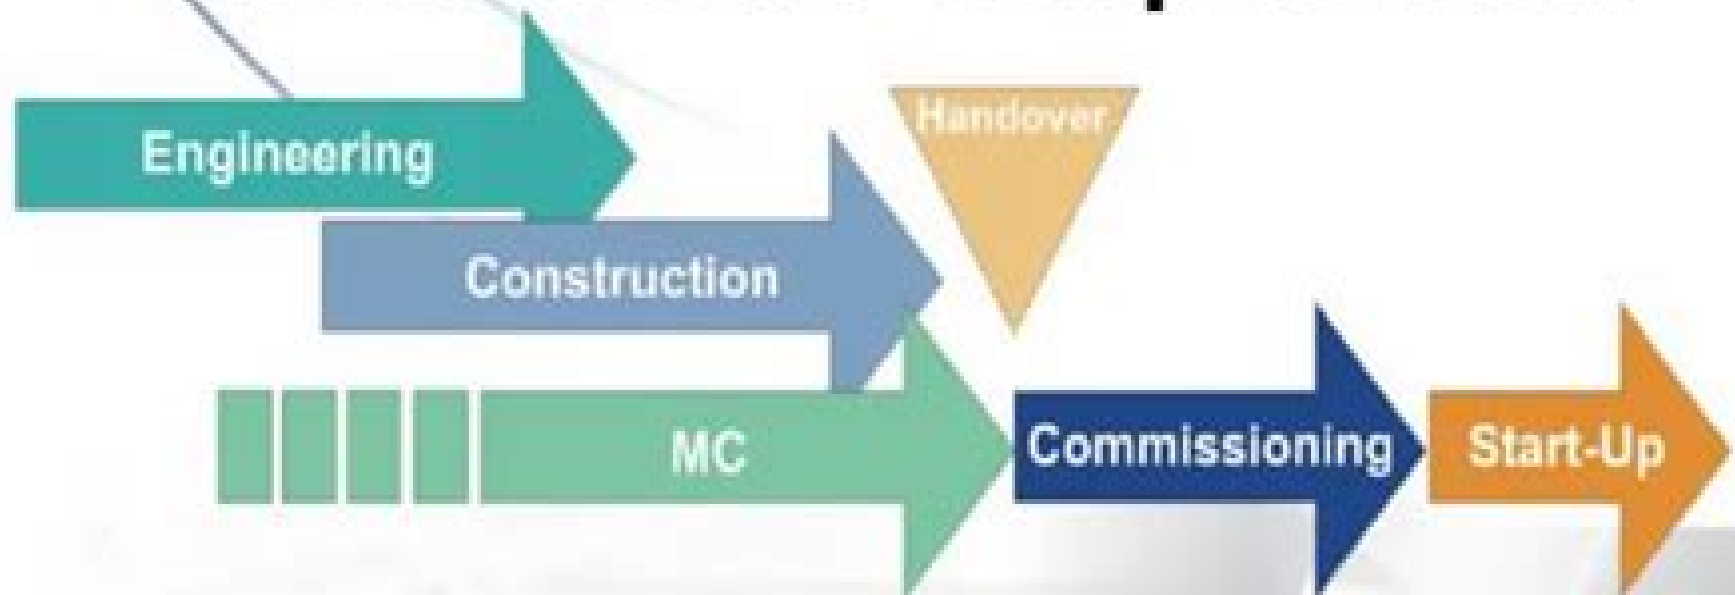 Engineering
Handover
Construction
MC
Commissioning
Start-Up